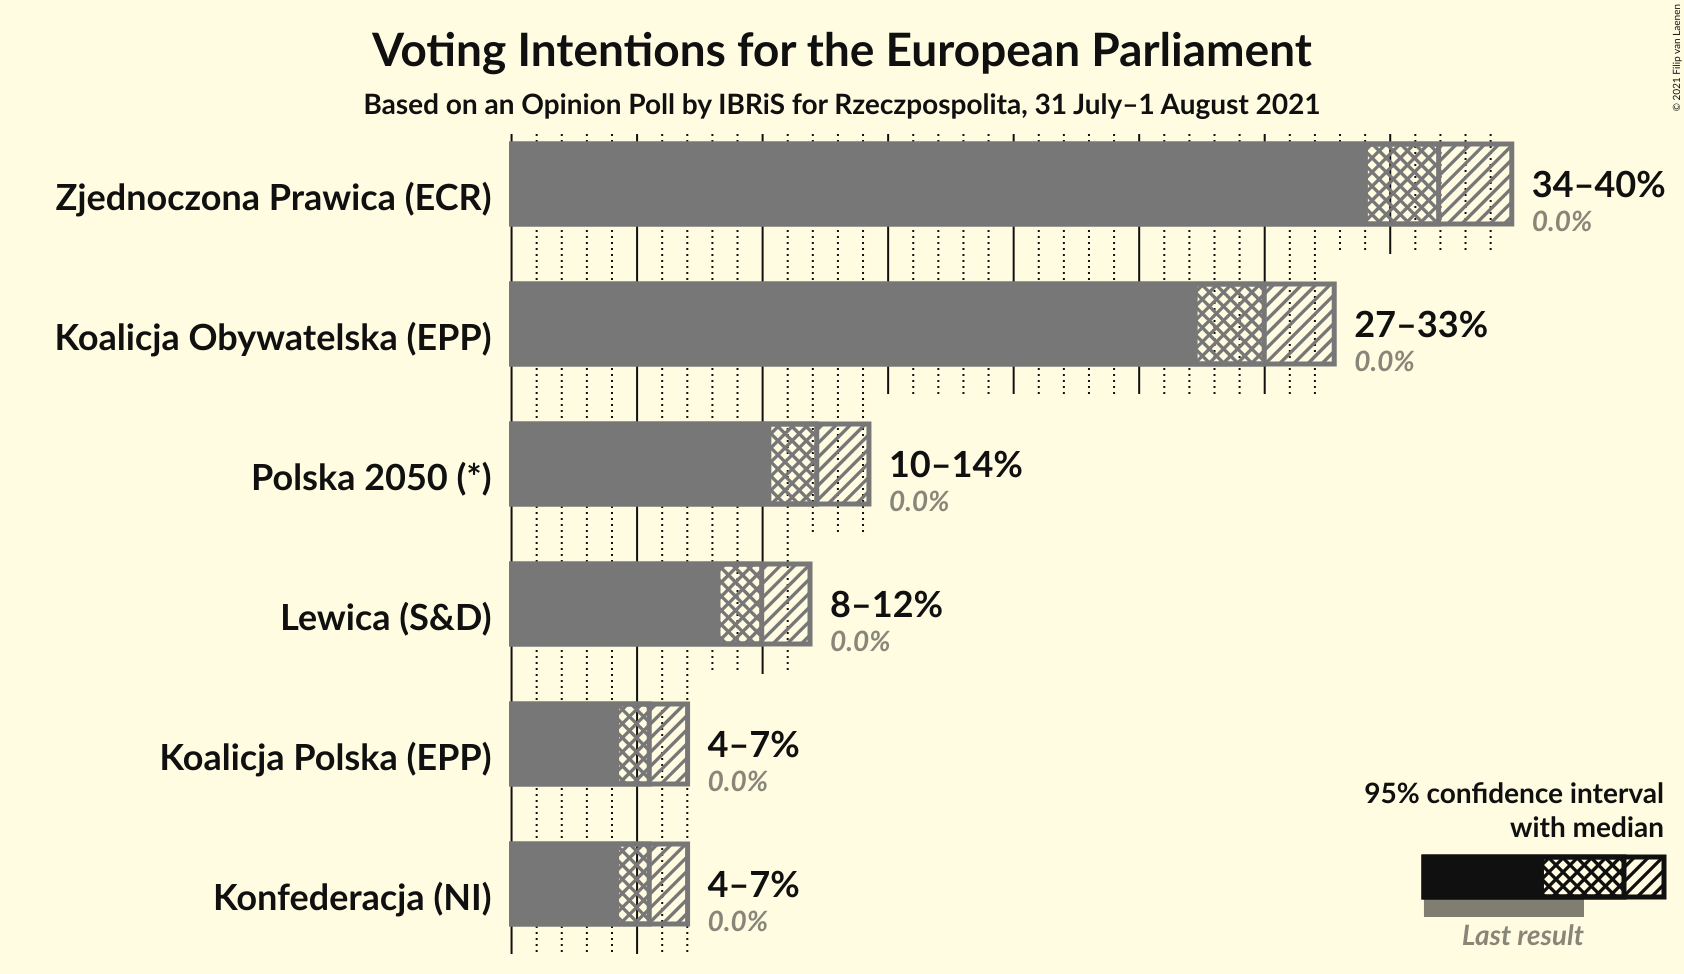 Voting Intentions for the European Parliament
Based on an Opinion Poll by IBRiS for Rzeczpospolita, 31 July–1 August 2021
© 2021 Filip van Laenen
Zjednoczona Prawica (ECR)
34–40%
0.0%
Koalicja Obywatelska (EPP)
27–33%
0.0%
Polska 2050 (*)
10–14%
0.0%
Lewica (S&D)
8–12%
0.0%
Koalicja Polska (EPP)
4–7%
0.0%
Konfederacja (NI)
4–7%
0.0%
95% confidence interval
with median
Last result